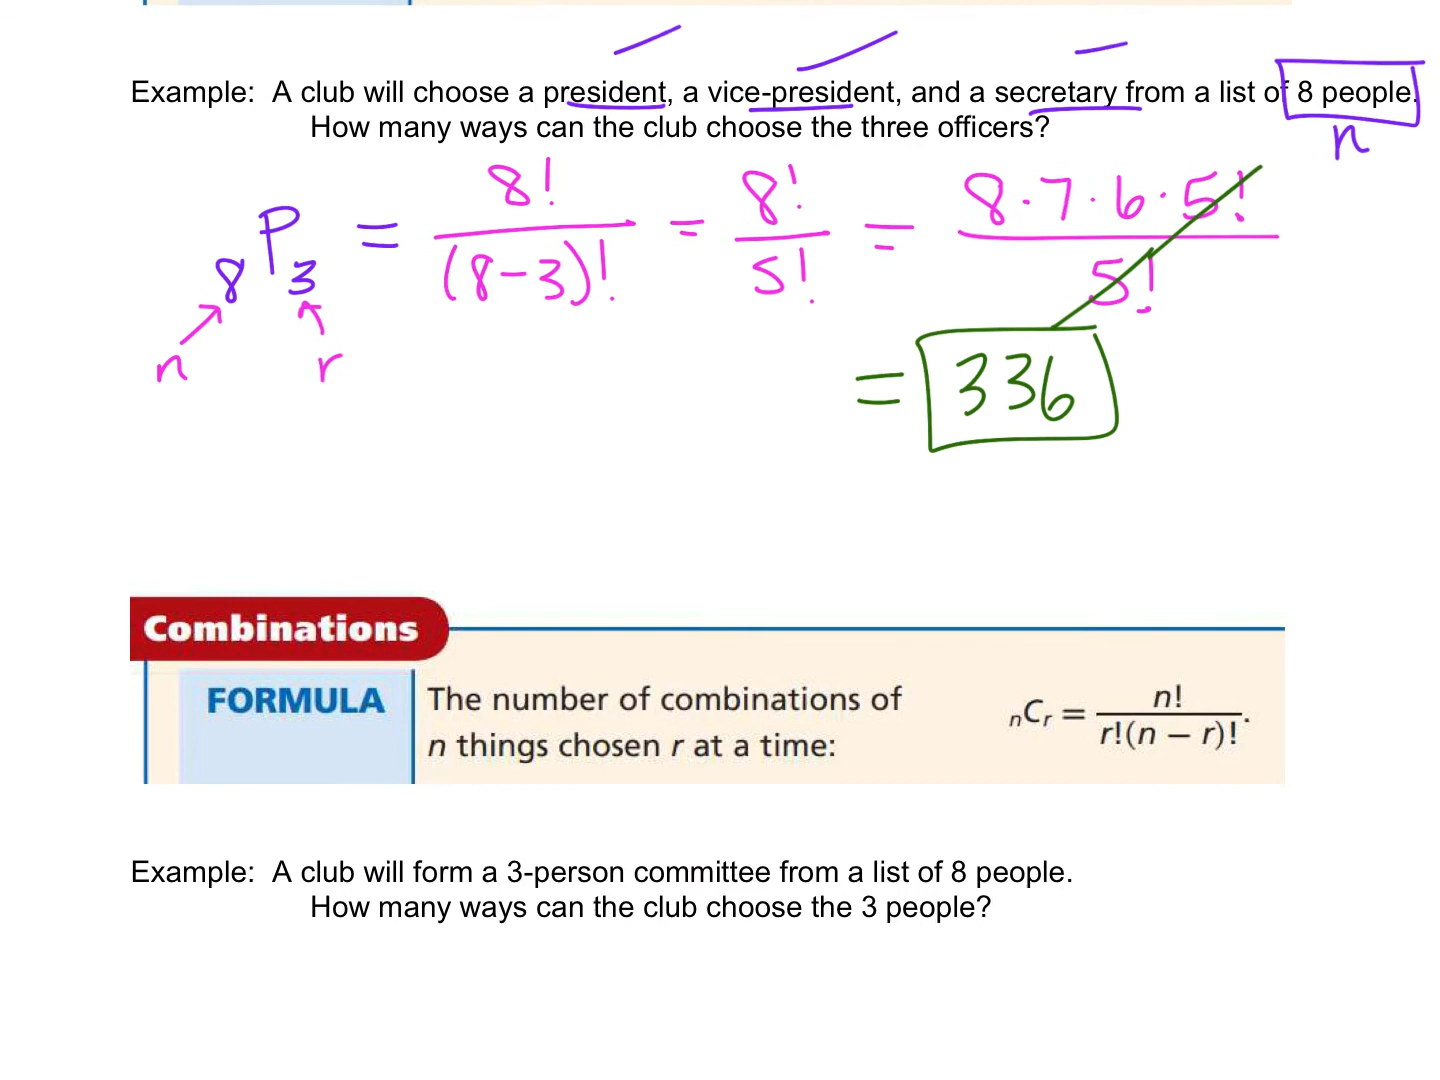 Example: A club will choose a president, a vice-president, and a secretary from a list of 8 people.
How many ways can the club choose the three officers?
n
₈P₃ = 8!/(8-3)! = 8!/5! = 8·7·6·5!/5!
n r
= 336
Combinations
FORMULA The number of combinations of n things chosen r at a time: ₙCᵣ = n!/r!(n − r)!.
Example: A club will form a 3-person committee from a list of 8 people.
How many ways can the club choose the 3 people?